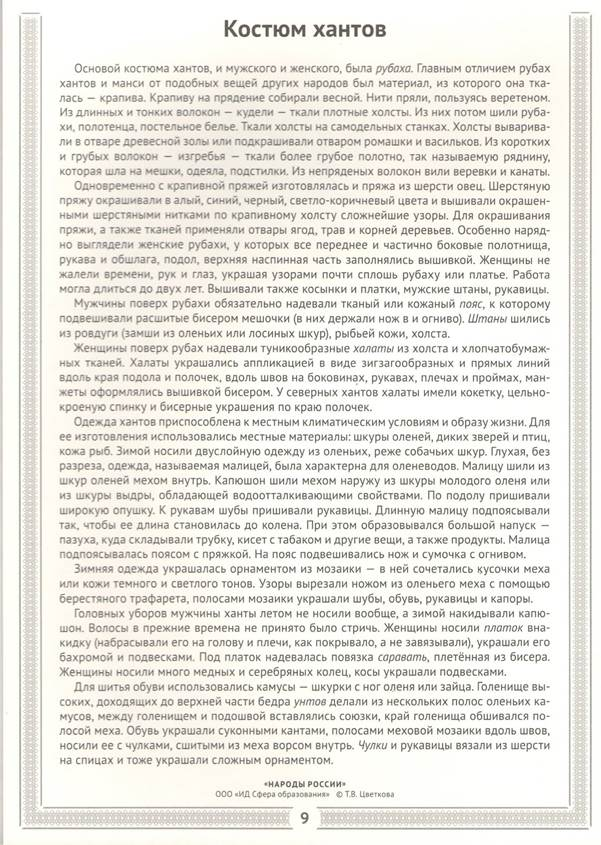 Костюм хантов
Основой костюма хантов, и мужского и женского, была рубаха. Главным отличием рубах
хантов и манси от подобных вещей других народов был материал, из которого она тка-
лась — крапива. Крапиву на прядение собирали весной. Нити пряли, пользуясь веретеном.
Из длинных и тонких волокон — кудели — ткали плотные холсты. Из них потом шили руба-
хи, полотенца, постельное белье. Ткали холсты на самодельных станках. Холсты вываривали-
ли в отваре древесной золы или подкрашивали отваром ромашки и васильков. Из коротких
и грубых волокон — изгребья — ткали более грубое полотно, так называемую ряднину,
которая шла на мешки, одеяла, подстилки. Из непряденых волокон вили веревки и канаты.
Одновременно с крапивной пряжей изготовлялась и пряжа из шерсти овец. Шерстяную
пряжу окрашивали в алый, синий, черный, светло-коричневый цвета и вышивали окрашен-
ными шерстяными нитками по крапивному холсту сложнейшие узоры. Для окрашивания
пряжи, а также тканей применяли отвары ягод, трав и корней деревьев. Особенно наряд-
но выглядели женские рубахи, у которых все переднее и частично боковые полотнища,
рукава и обшлага, подол, верхняя наспинная часть заполнялись вышивкой. Женщины не
жалели времени, рук и глаз, украшая узорами почти сплошь рубаху или платье. Работа
могла длиться до двух лет. Вышивали также косынки и платки, мужские штаны, рукавицы.
Мужчины поверх рубахи обязательно надевали тканый или кожаный пояс, к которому
подвешивали расшитые бисером мешочки (в них держали нож в и огниво). Штаны шились
из ровдуги (замши из оленьих или лосиных шкур), рыбьей кожи, холста.
Женщины поверх рубах надевали туникообразные халаты из холста и хлопчатобумаж-
ных тканей. Халаты украшались аппликацией в виде зигзагообразных и прямых линий
вдоль края подола и полочек, вдоль швов на боковинах, рукавах, плечах и проймах, ман-
жеты оформлялись вышивкой бисером. У северных хантов халаты имели кокетку, цельно-
кроеную спинку и бисерные украшения по краю полочек.
Одежда хантов приспособлена к местным климатическим условиям и образу жизни. Для
ее изготовления использовались местные материалы: шкуры оленей, диких зверей и птиц,
кожа рыб. Зимой носили двуслойную одежду из оленьих, реже собачьих шкур. Глухая, без
разреза, одежда, называемая малицей, была характерна для оленеводов. Малицу шили из
шкур оленей мехом внутрь. Капюшон шили мехом наружу из шкуры молодого оленя или
из шкуры выдры, обладающей водоотталкивающими свойствами. По подолу пришивали
широкую опушку. К рукавам шубы пришивали рукавицы. Длинную малицу подпоясывали
так, чтобы ее длина становилась до колена. При этом образовывался большой напуск —
пазуха, куда складывали трубку, кисет с табаком и другие вещи, а также продукты. Малица
подпоясывалась поясом с пряжкой. На пояс подвешивались нож и сумочка с огнивом.
Зимняя одежда украшалась орнаментом из мозаики — в ней сочетались кусочки меха
или кожи темного и светлого тонов. Узоры вырезали ножом из оленьего меха с помощью
берестяного трафарета, полосами мозаики украшали шубы, обувь, рукавицы и капоры.
Головных уборов мужчины ханты летом не носили вообще, а зимой накидывали капю-
шон. Волосы в прежние времена не принято было стричь. Женщины носили платок вна-
кидку (набрасывали его на голову и плечи, как покрывало, а не завязывали), украшали его
бахромой и подвесками. Под платок надевалась повязка саравать, плетённая из бисера.
Женщины носили много медных и серебряных колец, косы украшали подвесками.
Для шитья обуви использовались камусы — шкурки с ног оленя или зайца. Голенище вы-
соких, доходящих до верхней части бедра унтов делали из нескольких полос оленьих ка-
мусов, между голенищем и подошвой вставлялись союзки, край голенища обшивался по-
лосой меха. Обувь украшали суконными кантами, полосами меховой мозаики вдоль швов,
носили ее с чулками, сшитыми из меха ворсом внутрь. Чулки и рукавицы вязали из шерсти
на спицах и тоже украшали сложным орнаментом.
«НАРОДЫ РОССИИ»
ООО «ИД Сфера образования» © Т.В. Цветкова
9